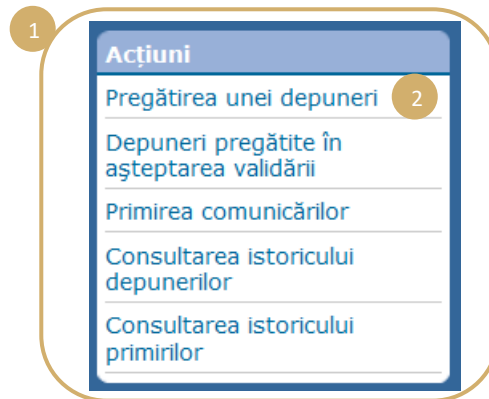 1
Acțiuni
Pregătirea unei depuneri 2
Depuneri pregătite în
aşteptarea validării
Primirea comunicărilor
Consultarea istoricului
depunerilor
Consultarea istoricului
primirilor